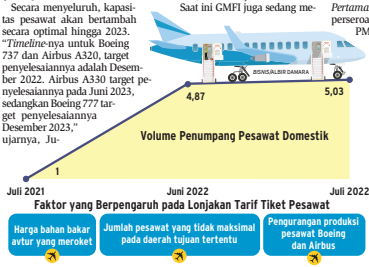 Secara menyeluruh, kapasi-
tas pesawat akan bertambah
secara optimal hingga 2023.
“Timeline-nya untuk Boeing
737 dan Airbus A320, target
penyelesaiannya adalah Desem-
ber 2022. Airbus A330 target pe-
nyelesaiannya pada Juni 2023,
sedangkan Boeing 777 tar-
get penyelesaiannya
Desember 2023,”
ujarnya, Ju-
Saat ini GMFI juga sedang me-
Pertama
perseroa
PM
BISNIS/ALBIR DAMARA
4,87
5,03
1
Volume Penumpang Pesawat Domestik
Juli 2021
Juni 2022
Juli 2022
Faktor yang Berpengaruh pada Lonjakan Tarif Tiket Pesawat
Harga bahan bakar
avtur yang meroket
Jumlah pesawat yang tidak maksimal
pada daerah tujuan tertentu
Pengurangan produksi
pesawat Boeing
dan Airbus